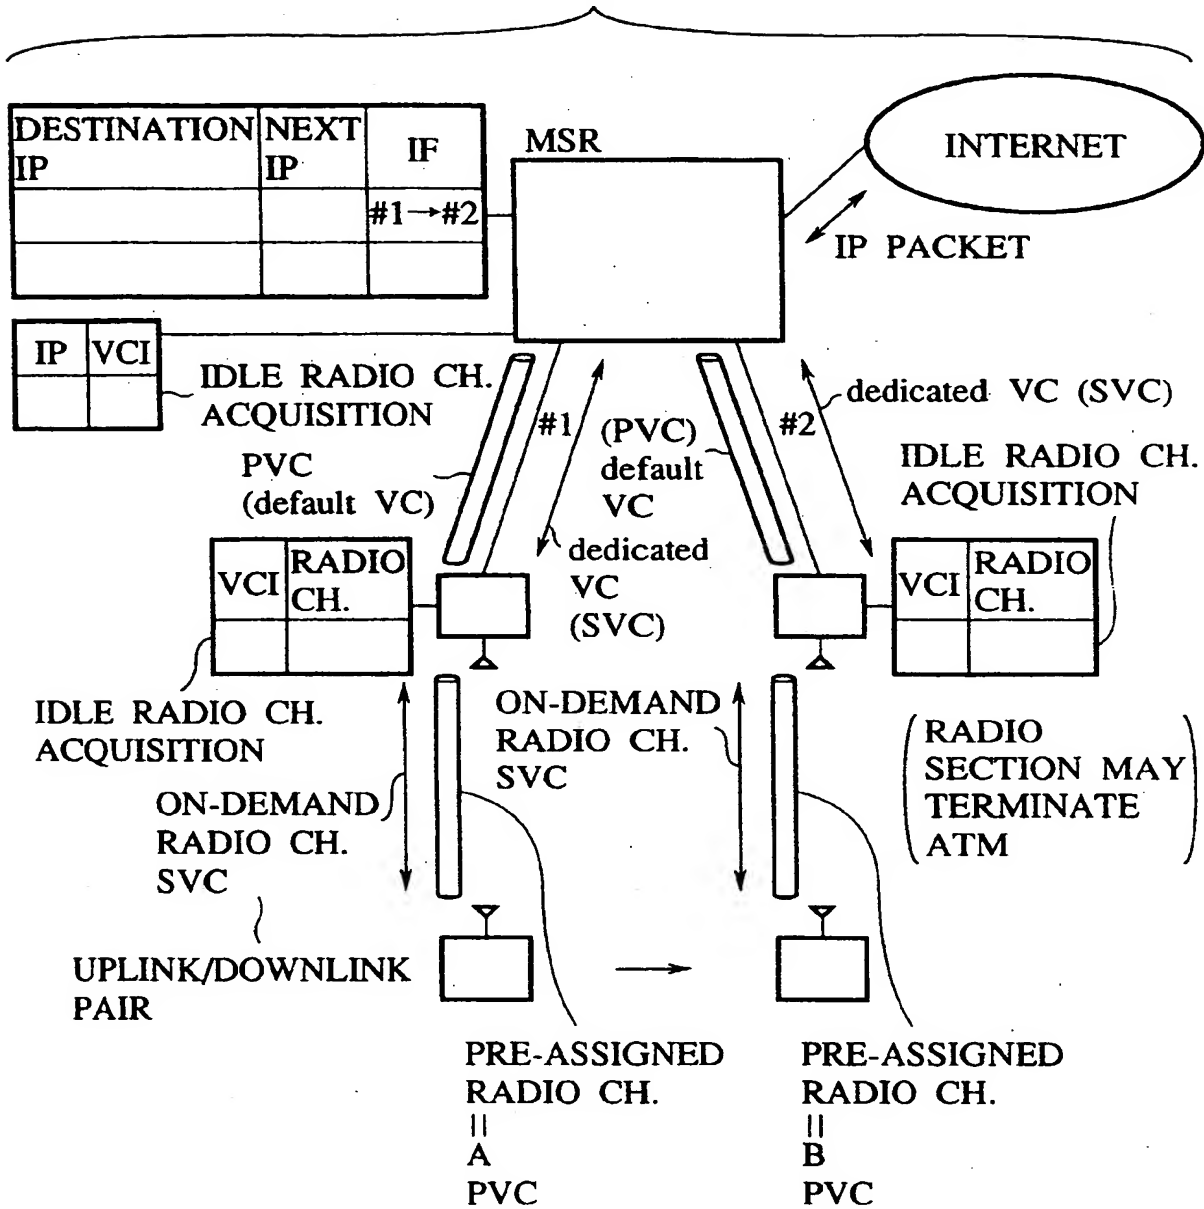 DESTINATION
IP
NEXT
IP
IF
#1→#2
MSR
INTERNET
IP PACKET
IP
VCI
IDLE RADIO CH.
ACQUISITION
PVC
(default VC)
#1
dedicated
VC
(SVC)
(PVC)
default
VC
#2
dedicated VC (SVC)
IDLE RADIO CH.
ACQUISITION
VCI
RADIO
CH.
VCI
RADIO
CH.
IDLE RADIO CH.
ACQUISITION
ON-DEMAND
RADIO CH.
SVC
UPLINK/DOWNLINK
PAIR
ON-DEMAND
RADIO CH.
SVC
(RADIO
SECTION MAY
TERMINATE
ATM)
PRE-ASSIGNED
RADIO CH.
=
A
PVC
PRE-ASSIGNED
RADIO CH.
=
B
PVC